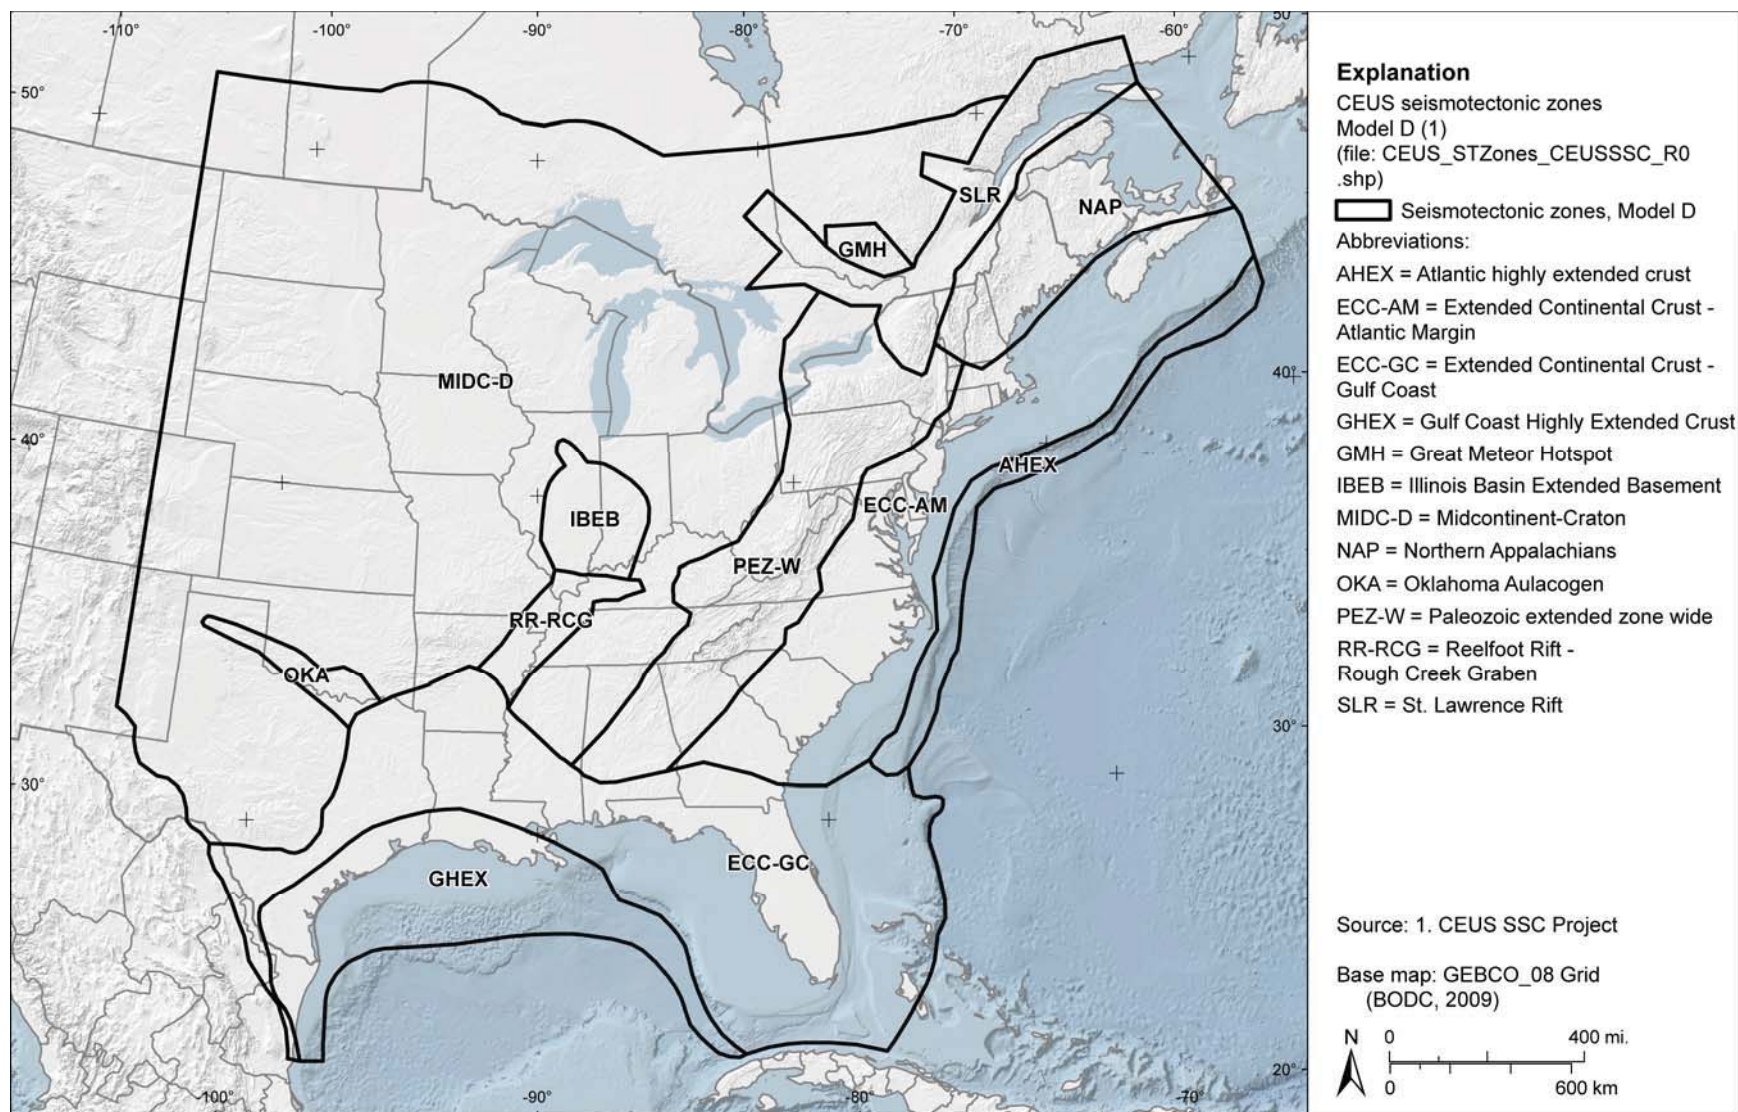 -110°
-100°
-90°
-80°
-70°
-60°
50
50°
40°
40°
30°
30°
20°
-100°
-90°
-80°
-70°
SLR
NAP
GMH
MIDC-D
AHEX
ECC-AM
IBEB
PEZ-W
RR-RCG
OKA
ECC-GC
GHEX
Explanation
CEUS seismotectonic zones
Model D (1)
(file: CEUS_STZones_CEUSSSC_R0
.shp)
Seismotectonic zones, Model D
Abbreviations:
AHEX = Atlantic highly extended crust
ECC-AM = Extended Continental Crust -
Atlantic Margin
ECC-GC = Extended Continental Crust -
Gulf Coast
GHEX = Gulf Coast Highly Extended Crust
GMH = Great Meteor Hotspot
IBEB = Illinois Basin Extended Basement
MIDC-D = Midcontinent-Craton
NAP = Northern Appalachians
OKA = Oklahoma Aulacogen
PEZ-W = Paleozoic extended zone wide
RR-RCG = Reelfoot Rift -
Rough Creek Graben
SLR = St. Lawrence Rift
Source: 1. CEUS SSC Project
Base map: GEBCO_08 Grid
(BODC, 2009)
N
0 400 mi.
0 600 km